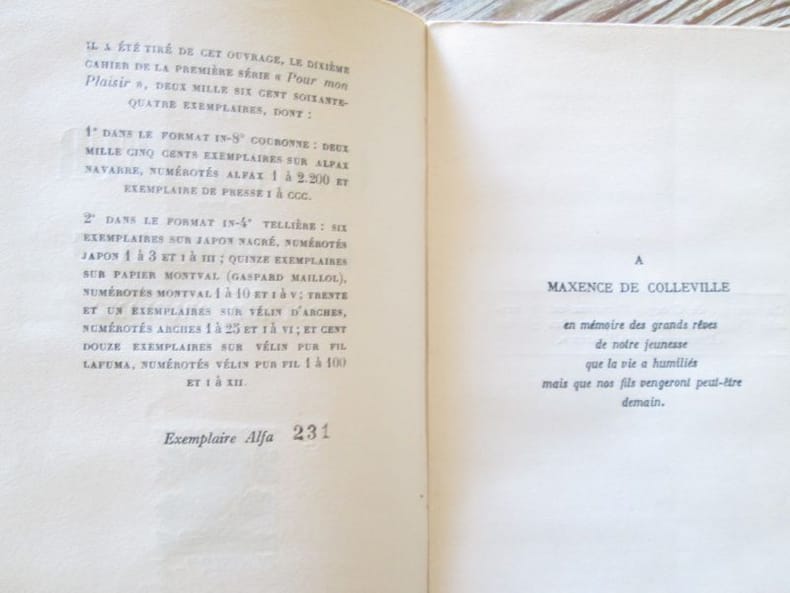 IL A ÉTÉ TIRÉ DE CET OUVRAGE, LE DIXIÈME
CAHIER DE LA PREMIÈRE SÉRIE « Pour mon
Plaisir », DEUX MILLE SIX CENT SOIXANTE-
QUATRE EXEMPLAIRES, DONT :
1° DANS LE FORMAT IN-8° COURONNE : DEUX
MILLE CINQ CENTS EXEMPLAIRES SUR ALFAX
NAVARRE, NUMÉROTÉS ALFAX 1 à 2.200 ET
EXEMPLAIRE DE PRESSE I à CCC.
2° DANS LE FORMAT IN-4° TELLIÈRE : SIX
EXEMPLAIRES SUR JAPON NACRÉ, NUMÉROTÉS
JAPON 1 à 3 ET I à III ; QUINZE EXEMPLAIRES
SUR PAPIER MONTVAL (GASPARD MAILLOL),
NUMÉROTÉS MONTVAL 1 à 10 ET I à V ; TRENTE
ET UN EXEMPLAIRES SUR VÉLIN D'ARCHES,
NUMÉROTÉS ARCHES 1 à 25 ET I à VI ; ET CENT
DOUZE EXEMPLAIRES SUR VÉLIN PUR FIL
LAFUMA, NUMÉROTÉS VÉLIN PUR FIL 1 à 100
ET I à XII.
Exemplaire Alfa 231
A
MAXENCE DE COLLEVILLE
en mémoire des grands rêves
de notre jeunesse
que la vie a humiliés
mais que nos fils vengeront peut-être
demain.